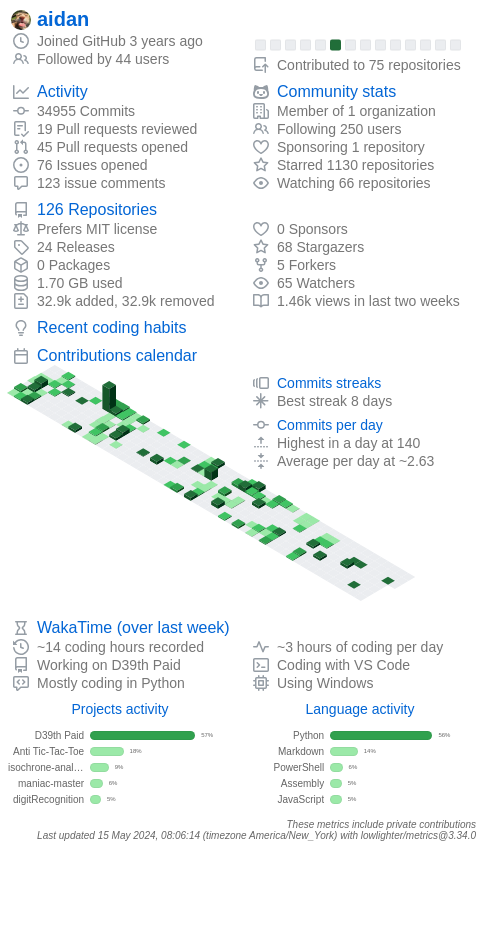 aidan
Joined GitHub 3 years ago
Followed by 44 users
Contributed to 75 repositories
Activity
34955 Commits
19 Pull requests reviewed
45 Pull requests opened
76 Issues opened
123 issue comments
Community stats
Member of 1 organization
Following 250 users
Sponsoring 1 repository
Starred 1130 repositories
Watching 66 repositories
126 Repositories
Prefers MIT license
24 Releases
0 Packages
1.70 GB used
32.9k added, 32.9k removed
0 Sponsors
68 Stargazers
5 Forkers
65 Watchers
1.46k views in last two weeks
Recent coding habits
Contributions calendar
Commits streaks
Best streak 8 days
Commits per day
Highest in a day at 140
Average per day at ~2.63
WakaTime (over last week)
~14 coding hours recorded
Working on D39th Paid
Mostly coding in Python
~3 hours of coding per day
Coding with VS Code
Using Windows
Projects activity
D39th Paid 57%
Anti Tic-Tac-Toe 18%
isochrone-anal… 9%
maniac-master 6%
digitRecognition 5%
Language activity
Python 56%
Markdown 14%
PowerShell 6%
Assembly 5%
JavaScript 5%
These metrics include private contributions
Last updated 15 May 2024, 08:06:14 (timezone America/New_York) with lowlighter/metrics@3.34.0